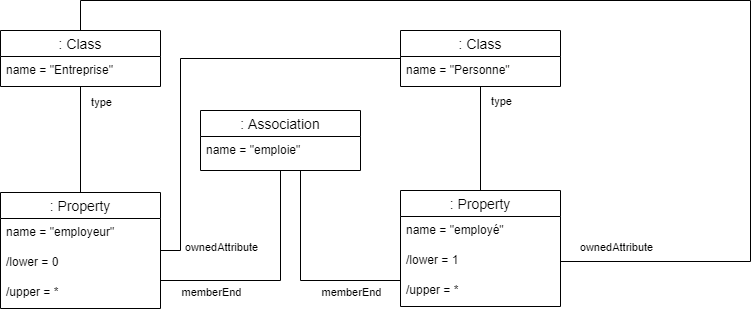 : Class
name = "Entreprise"
type
: Class
name = "Personne"
type
: Association
name = "emploie"
: Property
name = "employeur"
/lower = 0
/upper = *
ownedAttribute
memberEnd
memberEnd
: Property
name = "employé"
/lower = 1
/upper = *
ownedAttribute